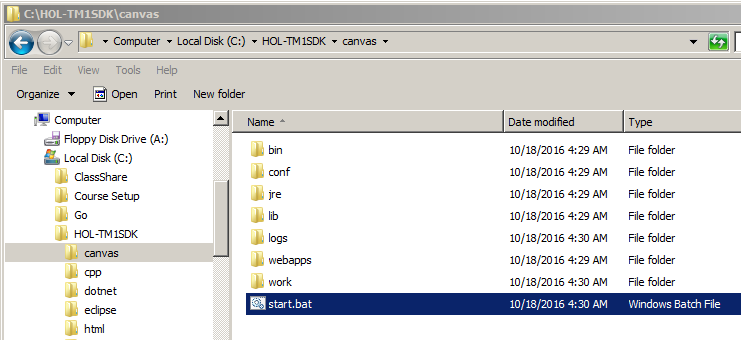 C:\HOL-TM1SDK\canvas
Computer Local Disk (C:) HOL-TM1SDK canvas
File Edit View Tools Help
Organize Open Print New folder
Computer
Floppy Disk Drive (A:)
Local Disk (C:)
ClassShare
Course Setup
Go
HOL-TM1SDK
canvas
cpp
dotnet
eclipse
html
Name Date modified Type
bin 10/18/2016 4:29 AM File folder
conf 10/18/2016 4:29 AM File folder
jre 10/18/2016 4:29 AM File folder
lib 10/18/2016 4:29 AM File folder
logs 10/18/2016 4:30 AM File folder
webapps 10/18/2016 4:29 AM File folder
work 10/18/2016 4:30 AM File folder
start.bat 10/18/2016 4:30 AM Windows Batch File